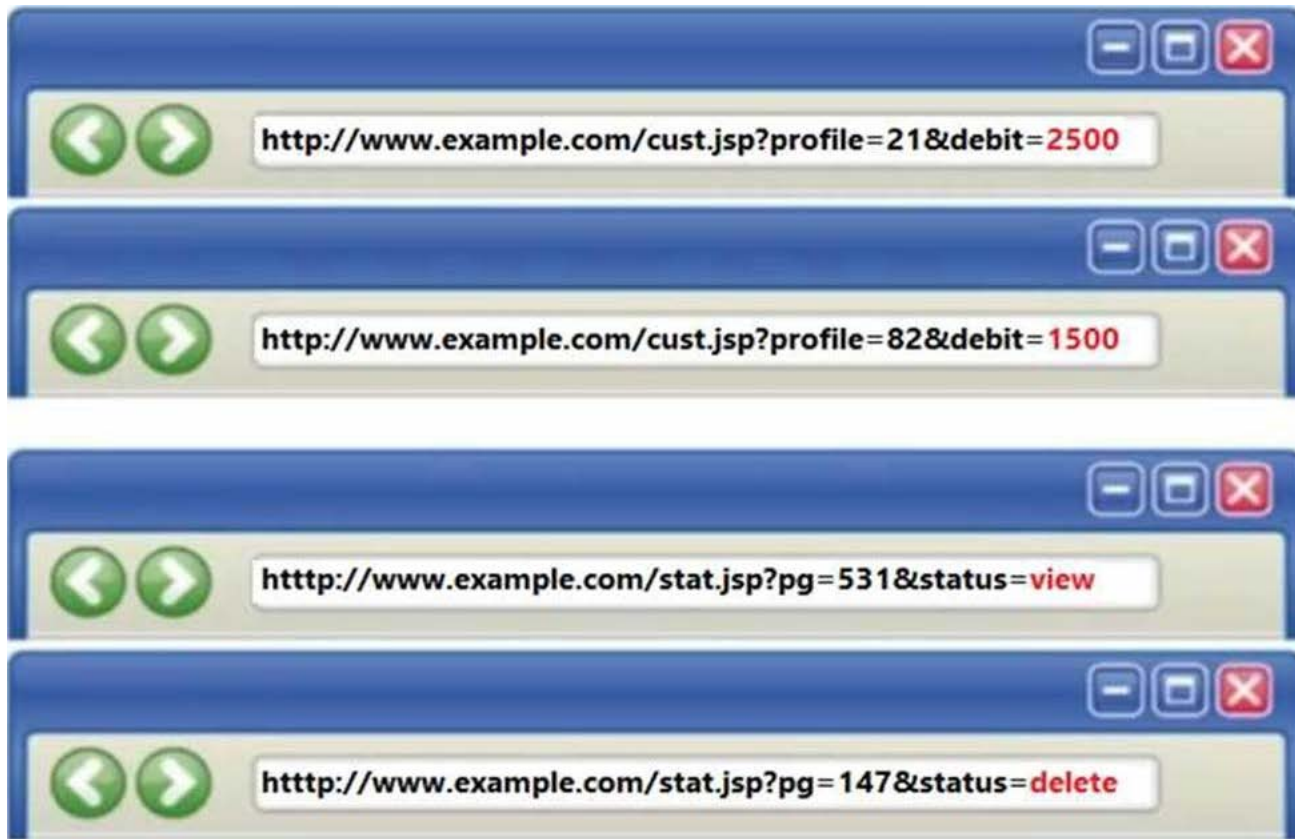 http://www.example.com/cust.jsp?profile=21&debit=2500
http://www.example.com/cust.jsp?profile=82&debit=1500
htttp://www.example.com/stat.jsp?pg=531&status=view
htttp://www.example.com/stat.jsp?pg=147&status=delete